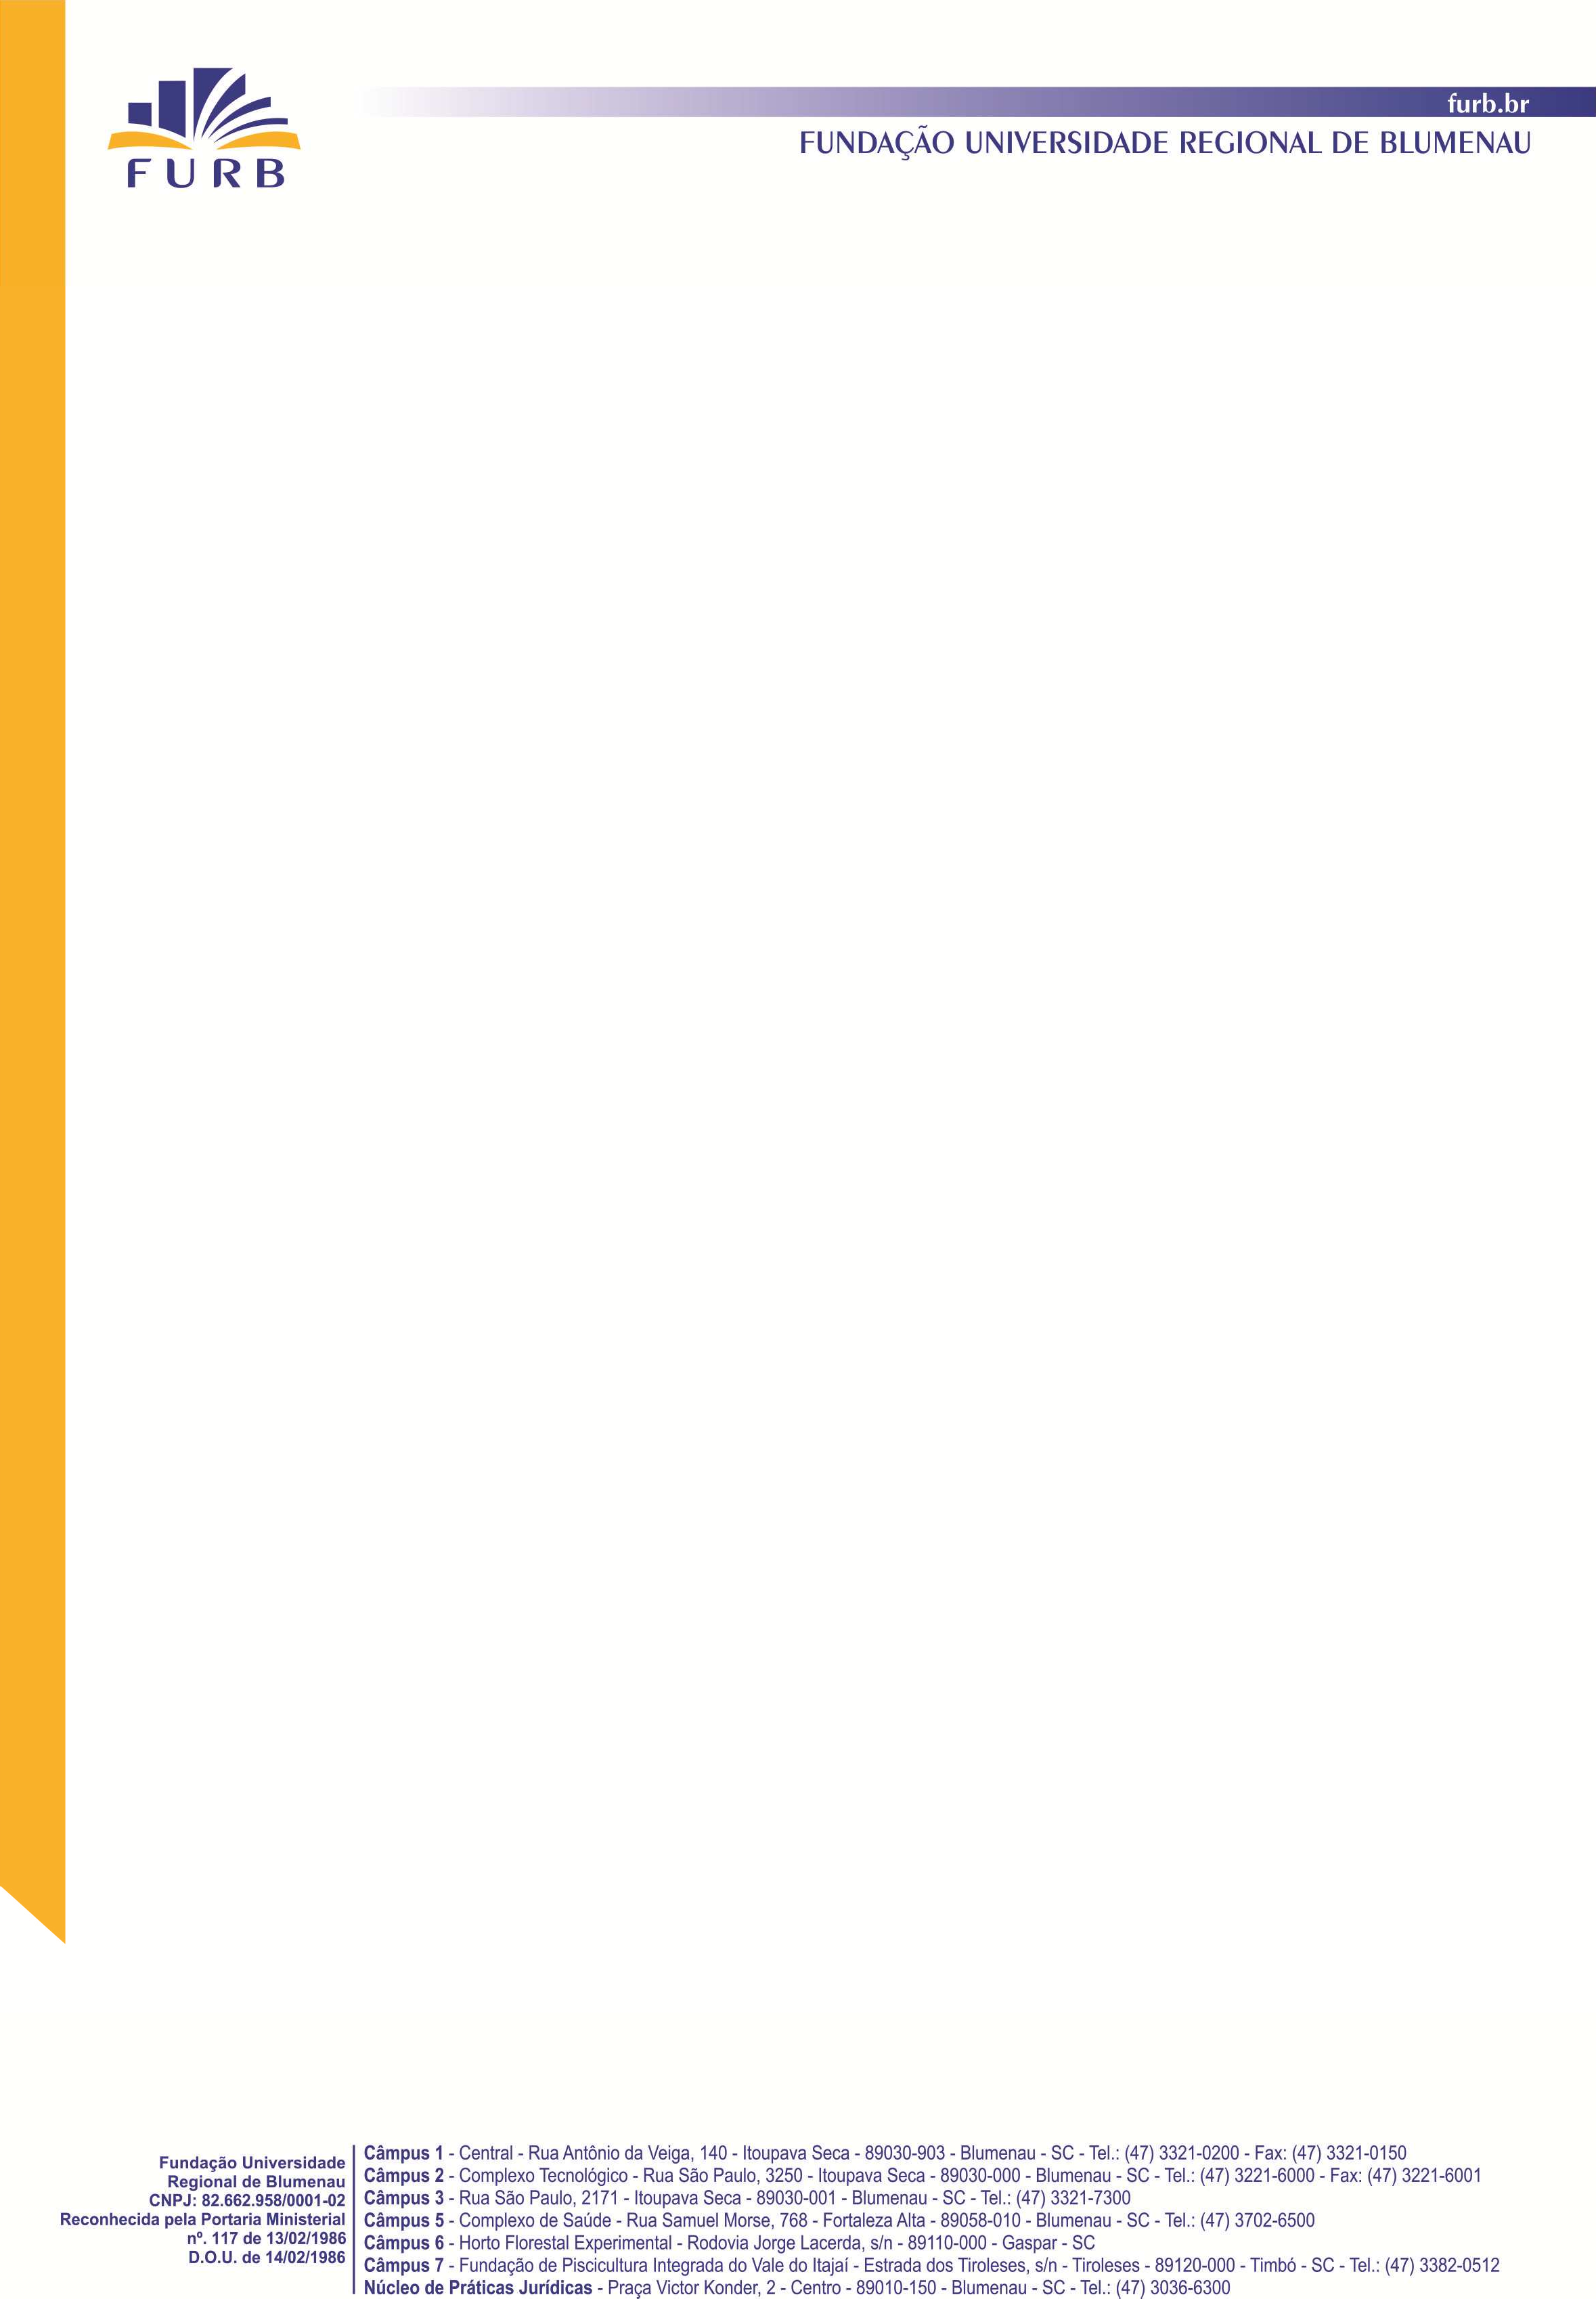 FURB
furb.br
FUNDAÇÃO UNIVERSIDADE REGIONAL DE BLUMENAU
Fundação Universidade
Regional de Blumenau
CNPJ: 82.662.958/0001-02
Reconhecida pela Portaria Ministerial
nº. 117 de 13/02/1986
D.O.U. de 14/02/1986
Câmpus 1 - Central - Rua Antônio da Veiga, 140 - Itoupava Seca - 89030-903 - Blumenau - SC - Tel.: (47) 3321-0200 - Fax: (47) 3321-0150
Câmpus 2 - Complexo Tecnológico - Rua São Paulo, 3250 - Itoupava Seca - 89030-000 - Blumenau - SC - Tel.: (47) 3221-6000 - Fax: (47) 3221-6001
Câmpus 3 - Rua São Paulo, 2171 - Itoupava Seca - 89030-001 - Blumenau - SC - Tel.: (47) 3321-7300
Câmpus 5 - Complexo de Saúde - Rua Samuel Morse, 768 - Fortaleza Alta - 89058-010 - Blumenau - SC - Tel.: (47) 3702-6500
Câmpus 6 - Horto Florestal Experimental - Rodovia Jorge Lacerda, s/n - 89110-000 - Gaspar - SC
Câmpus 7 - Fundação de Piscicultura Integrada do Vale do Itajaí - Estrada dos Tiroleses, s/n - Tiroleses - 89120-000 - Timbó - SC - Tel.: (47) 3382-0512
Núcleo de Práticas Jurídicas - Praça Victor Konder, 2 - Centro - 89010-150 - Blumenau - SC - Tel.: (47) 3036-6300